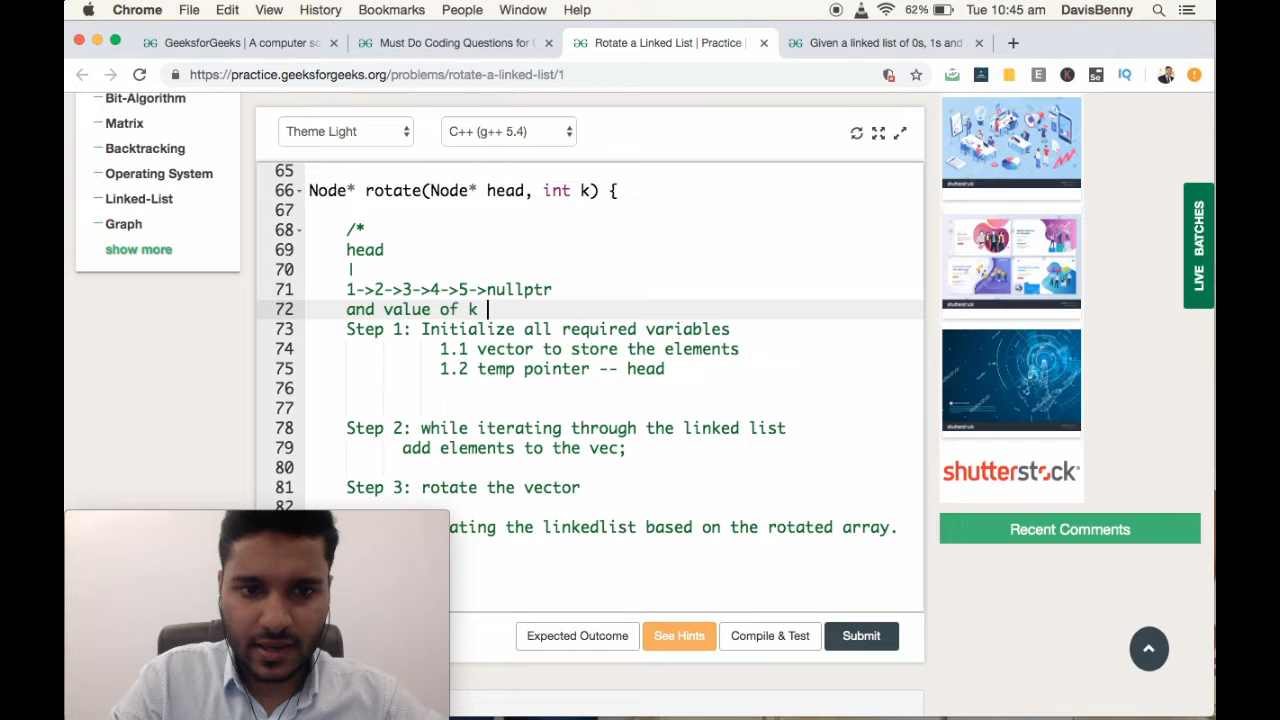 Chrome File Edit View History Bookmarks People Window Help 62% Tue 10:45 am DavisBenny
GeeksforGeeks | A computer sc Must Do Coding Questions for Rotate a Linked List | Practice | Given a linked list of 0s, 1s and
https://practice.geeksforgeeks.org/problems/rotate-a-linked-list/1
Bit-Algorithm
Matrix
Backtracking
Operating System
Linked-List
Graph
show more
Theme Light C++ (g++ 5.4)
65
66 Node* rotate(Node* head, int k) {
67
68 /*
69 head
70 |
71 1->2->3->4->5->nullptr
72 and value of k
73 Step 1: Initialize all required variables
74 1.1 vector to store the elements
75 1.2 temp pointer -- head
76
77
78 Step 2: while iterating through the linked list
79 add elements to the vec;
80
81 Step 3: rotate the vector
82
ating the linkedlist based on the rotated array.
Expected Outcome See Hints Compile & Test Submit
LIVE BATCHES
shutterstock
shutterstock
shutterstock
shutterstock
Recent Comments